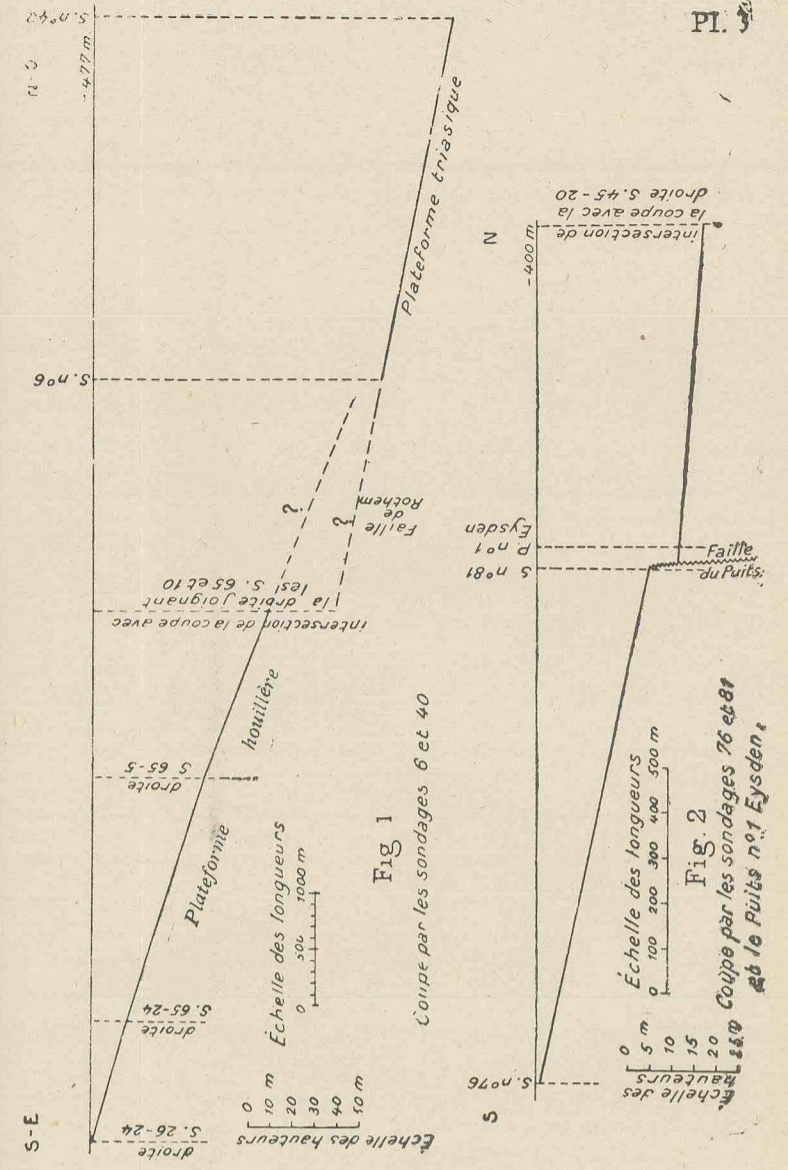 Pl. 3
N-O
S-E
-477 m
S. n° 40
S. n° 6
Plateforme triasique
?
?
Faille
de
Rothem
intersection de la coupe avec
la droite joignant
les S. 65 et 10
houillère
droite
S 65-5
Plateforme
droite
S. 65-24
droite
S. 26-24
Échelle des hauteurs
0
10 m
20
30
40
50 m
Échelle des longueurs
0 500 1000 m
Fig 1
Coupe par les sondages 6 et 40
N
S
-400 m
intersection de
la coupe avec la
droite S. 45-20
P. n° 1
Eysden
S n° 81
Faille
du Puits
S. n° 76
Échelle des longueurs
0 100 200 300 400 500 m
Éch. des
hauteurs
0
5 m
10
15
20
25 m
Fig. 2
Coupe par les sondages 76 et 81
et le Puits n° 1 Eysden.